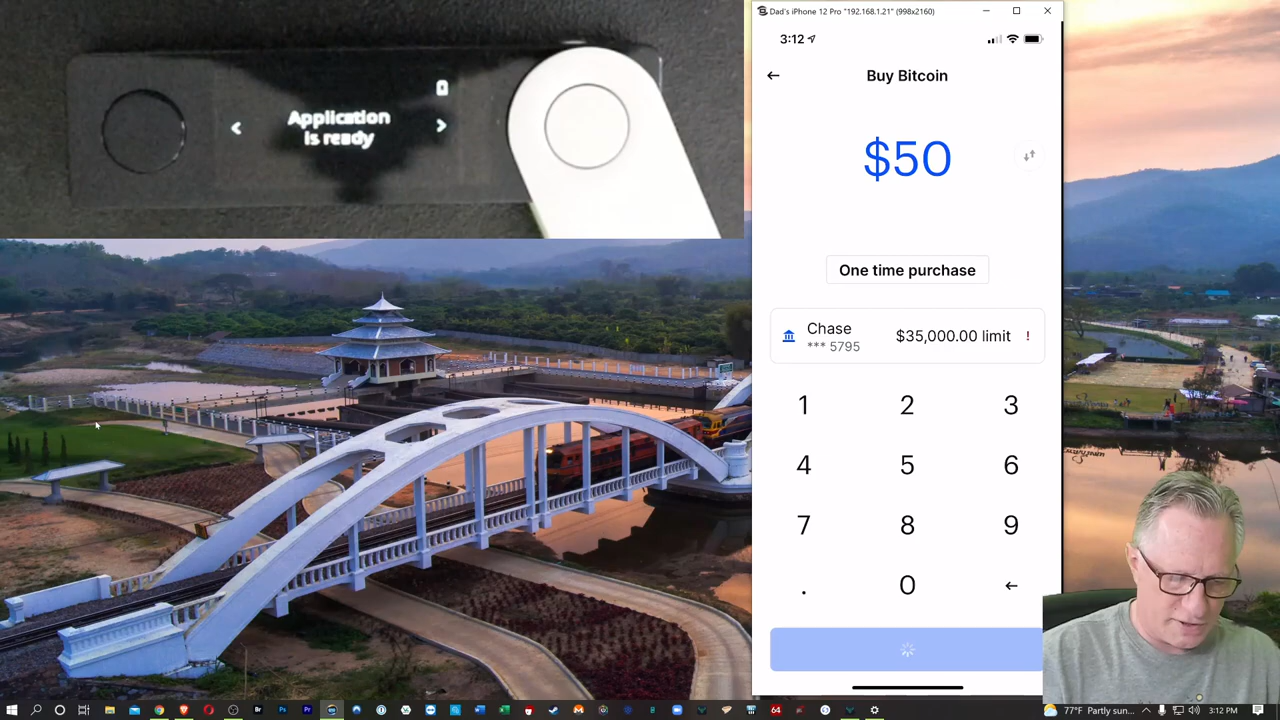 Application
is ready
Dad's iPhone 12 Pro "192.168.1.21" (998x2160)
3:12
Buy Bitcoin
$50
One time purchase
Chase
*** 5795
$35,000.00 limit !
1 2 3
4 5 6
7 8 9
. 0
77°F Partly sun...
3:12 PM